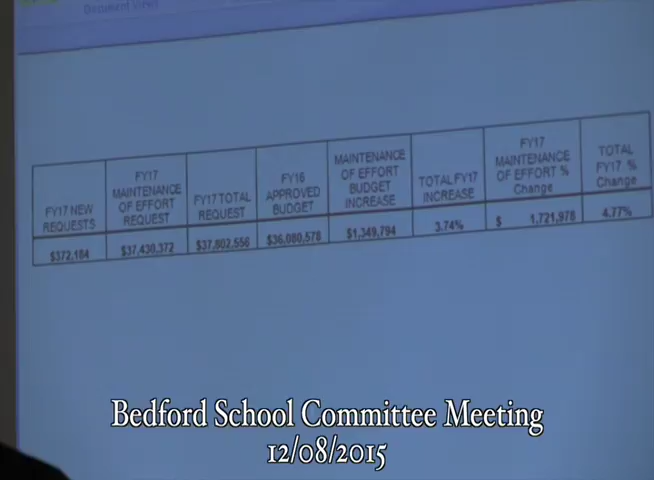 Document Views
FY17 NEW
REQUESTS
FY17
MAINTENANCE
OF EFFORT
REQUEST
FY17 TOTAL
REQUEST
FY16
APPROVED
BUDGET
MAINTENANCE
OF EFFORT
BUDGET
INCREASE
TOTAL FY17
INCREASE
FY17
MAINTENANCE
OF EFFORT %
Change
TOTAL
FY17 %
Change
$372,184 $37,430,372 $37,802,556 $36,080,578 $1,349,794 3.74% $ 1,721,978 4.77%
Bedford School Committee Meeting
12/08/2015